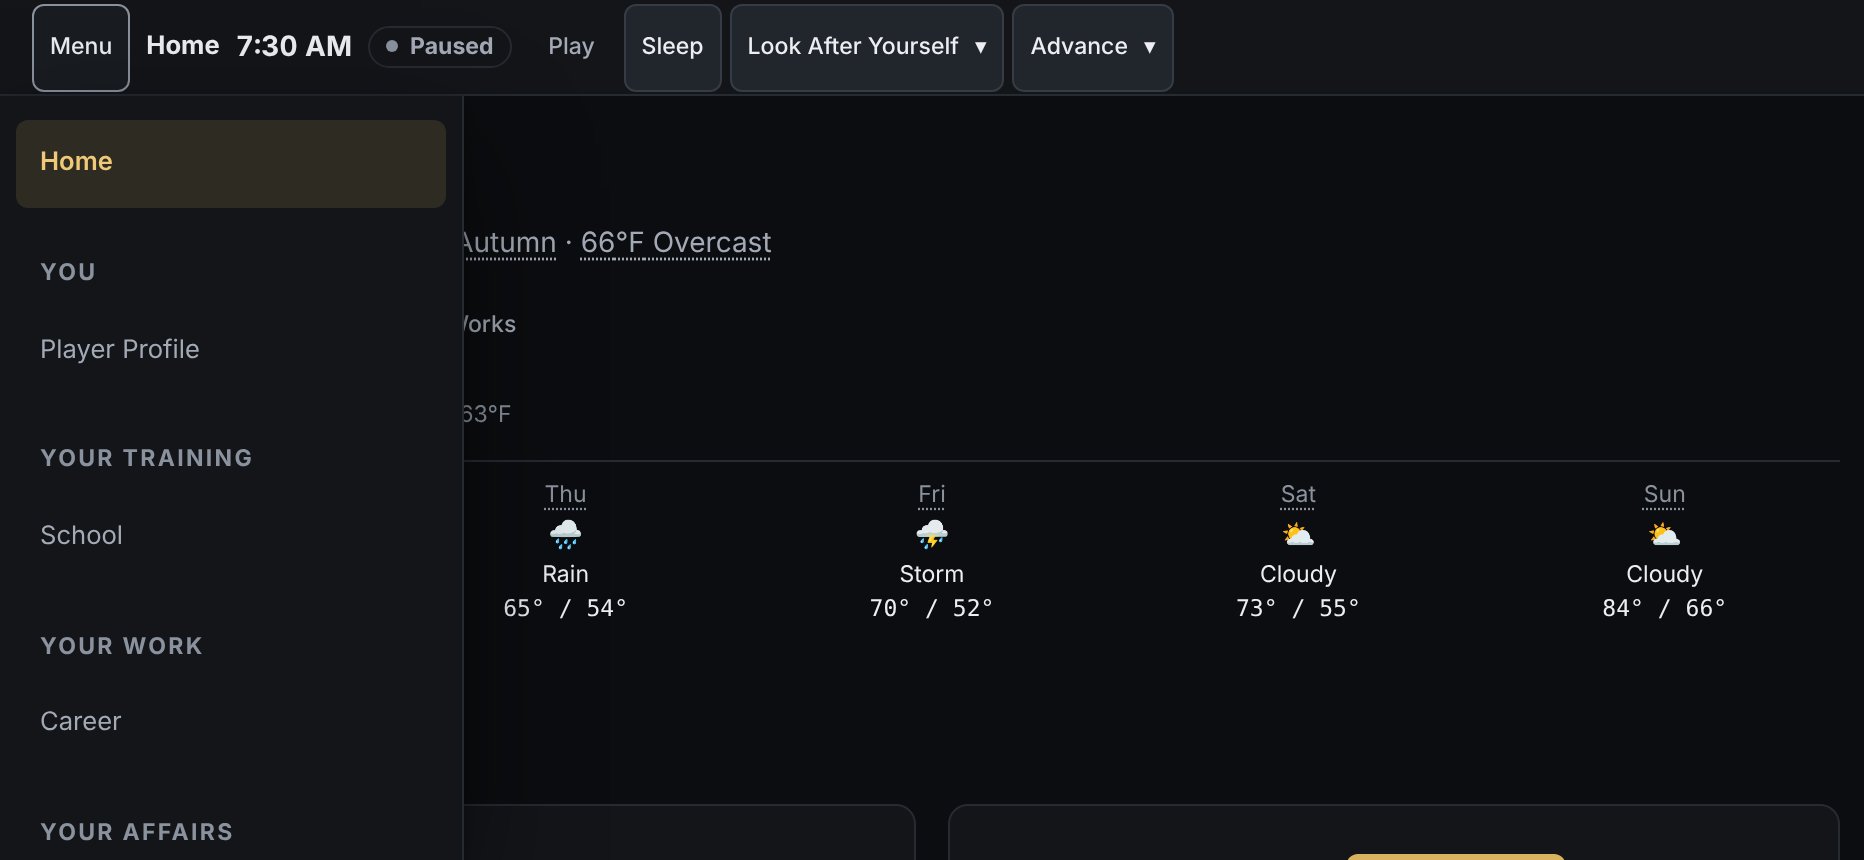 Menu Home 7:30 AM Paused Play Sleep Look After Yourself ▼ Advance ▼
Home
YOU
Player Profile
YOUR TRAINING
School
YOUR WORK
Career
YOUR AFFAIRS
Autumn · 66°F Overcast
63°F
Thu Fri Sat Sun
Rain Storm Cloudy Cloudy
65° / 54° 70° / 52° 73° / 55° 84° / 66°